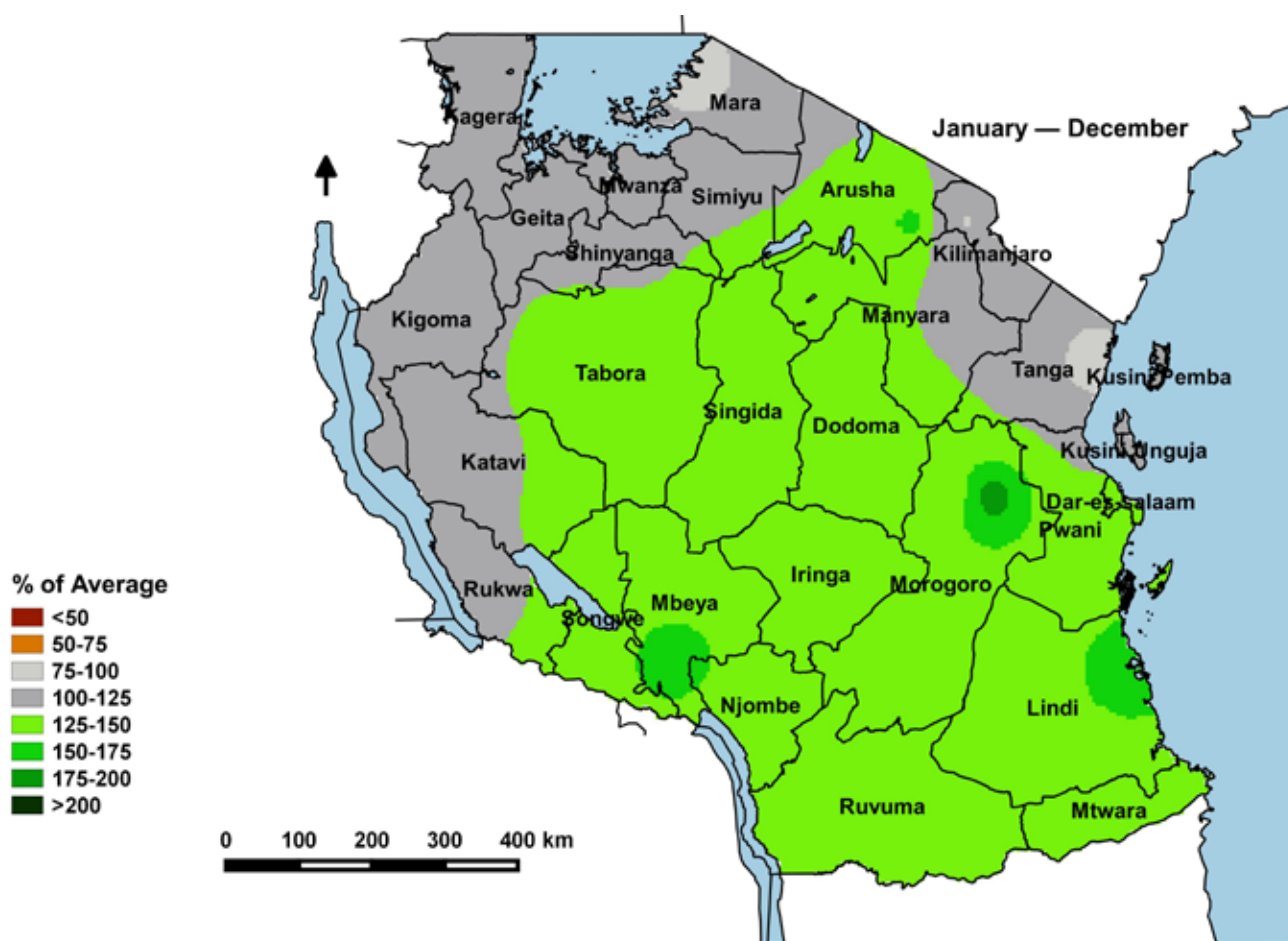 January — December
Mara
Kagera
Mwanza
Simiyu
Arusha
Geita
Shinyanga
Kilimanjaro
Kigoma
Manyara
Tabora
Tanga
Kusini Pemba
Singida
Dodoma
Katavi
Kusini Unguja
Dar-es-salaam
Pwani
Iringa
Morogoro
Rukwa
Mbeya
Songwe
Njombe
Lindi
Ruvuma
Mtwara
% of Average
<50
50-75
75-100
100-125
125-150
150-175
175-200
>200
0 100 200 300 400 km